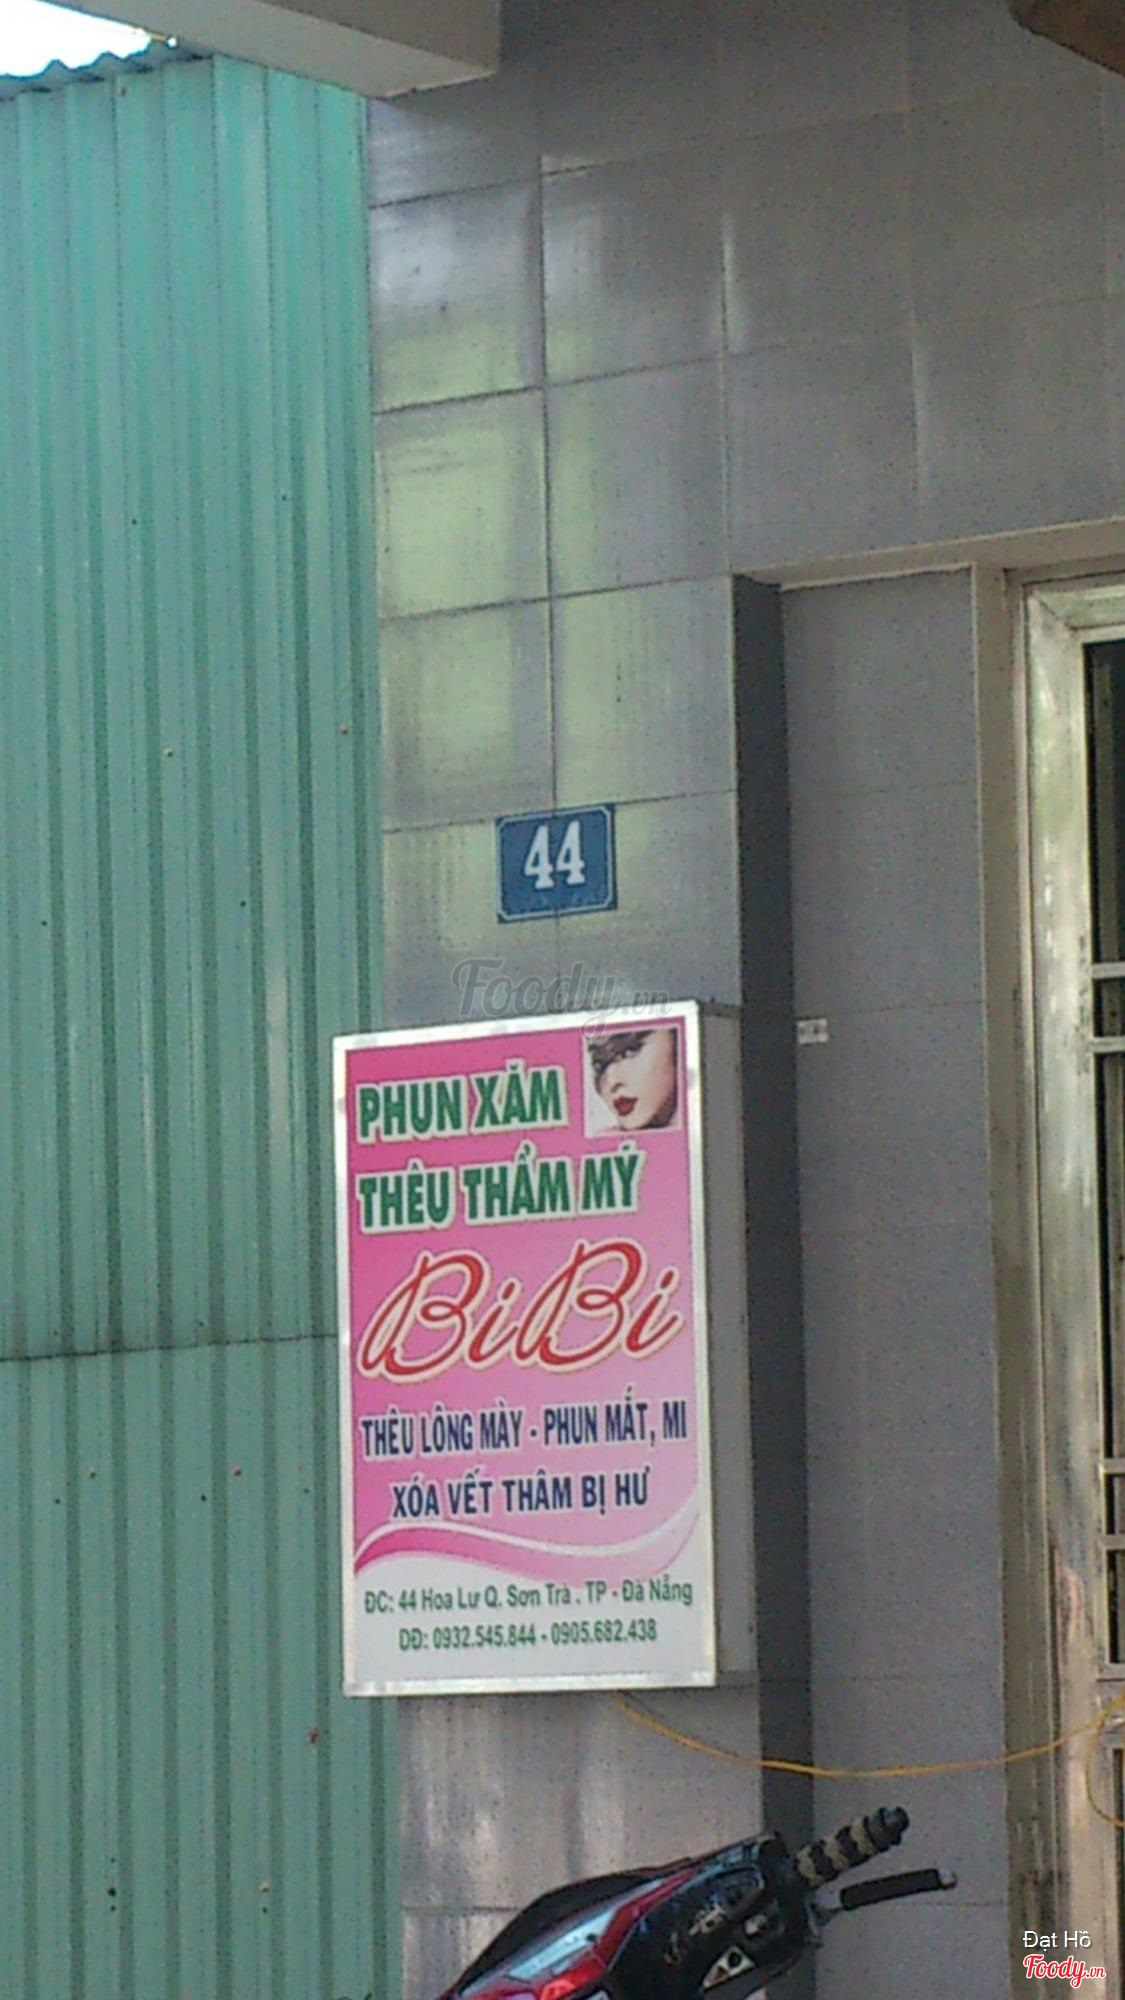 44
Foody.vn
PHUN XĂM
THÊU THẨM MỸ
BiBi
THÊU LÔNG MÀY - PHUN MẮT, MI
XÓA VẾT THÂM BỊ HƯ
ĐC: 44 Hoa Lư Q. Sơn Trà . TP - Đà Nẵng
DĐ: 0932.545.844 - 0905.682.438
Đạt Hồ
Foody.vn